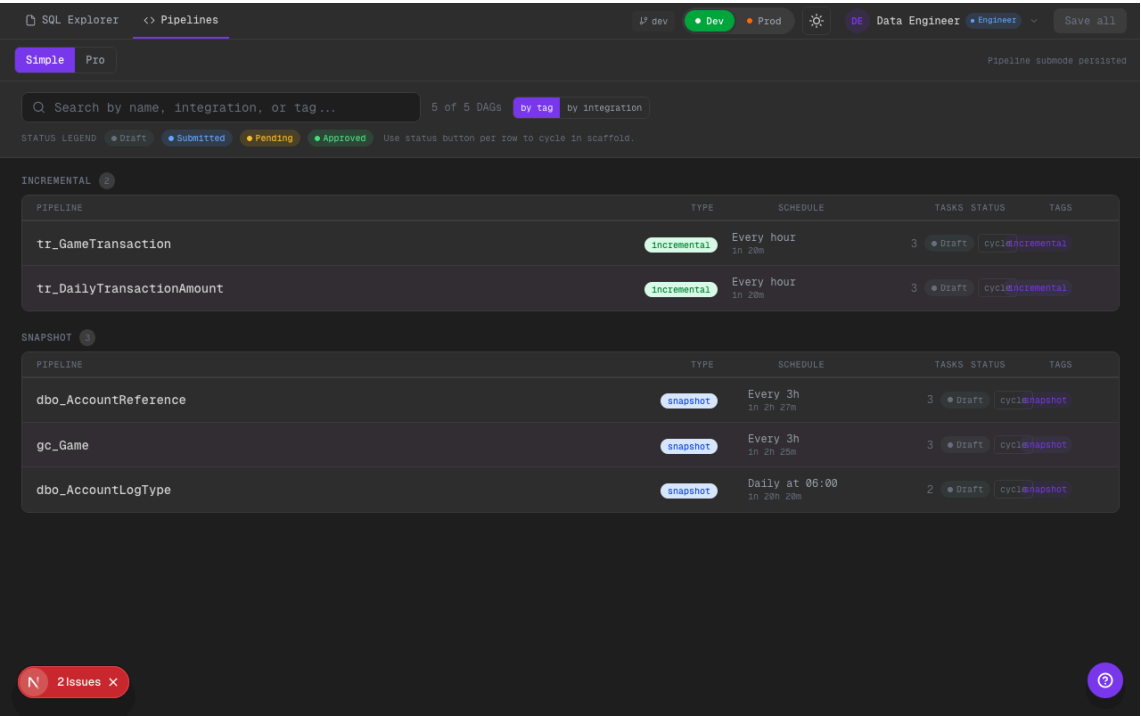 SQL Explorer <> Pipelines dev Dev Prod DE Data Engineer Engineer Save all
Simple Pro Pipeline submode persisted
Search by name, integration, or tag... 5 of 5 DAGs by tag by integration
STATUS LEGEND Draft Submitted Pending Approved Use status button per row to cycle in scaffold.
INCREMENTAL 2
PIPELINE TYPE SCHEDULE TASKS STATUS TAGS
tr_GameTransaction incremental Every hour 3 Draft cycle incremental
in 20m
tr_DailyTransactionAmount incremental Every hour 3 Draft cycle incremental
in 20m
SNAPSHOT 3
PIPELINE TYPE SCHEDULE TASKS STATUS TAGS
dbo_AccountReference snapshot Every 3h 3 Draft cycle snapshot
in 2h 27m
gc_Game snapshot Every 3h 3 Draft cycle snapshot
in 2h 25m
dbo_AccountLogType snapshot Daily at 06:00 2 Draft cycle snapshot
in 20h 20m
N 2 Issues